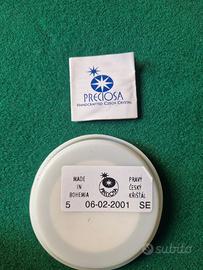 PRECIOSA
HANDCRAFTED CZECH CRYSTAL
MADE
IN
BOHEMIA
PRAVÝ
ČESKÝ
KŘIŠŤÁL
5 06-02-2001 SE
subito